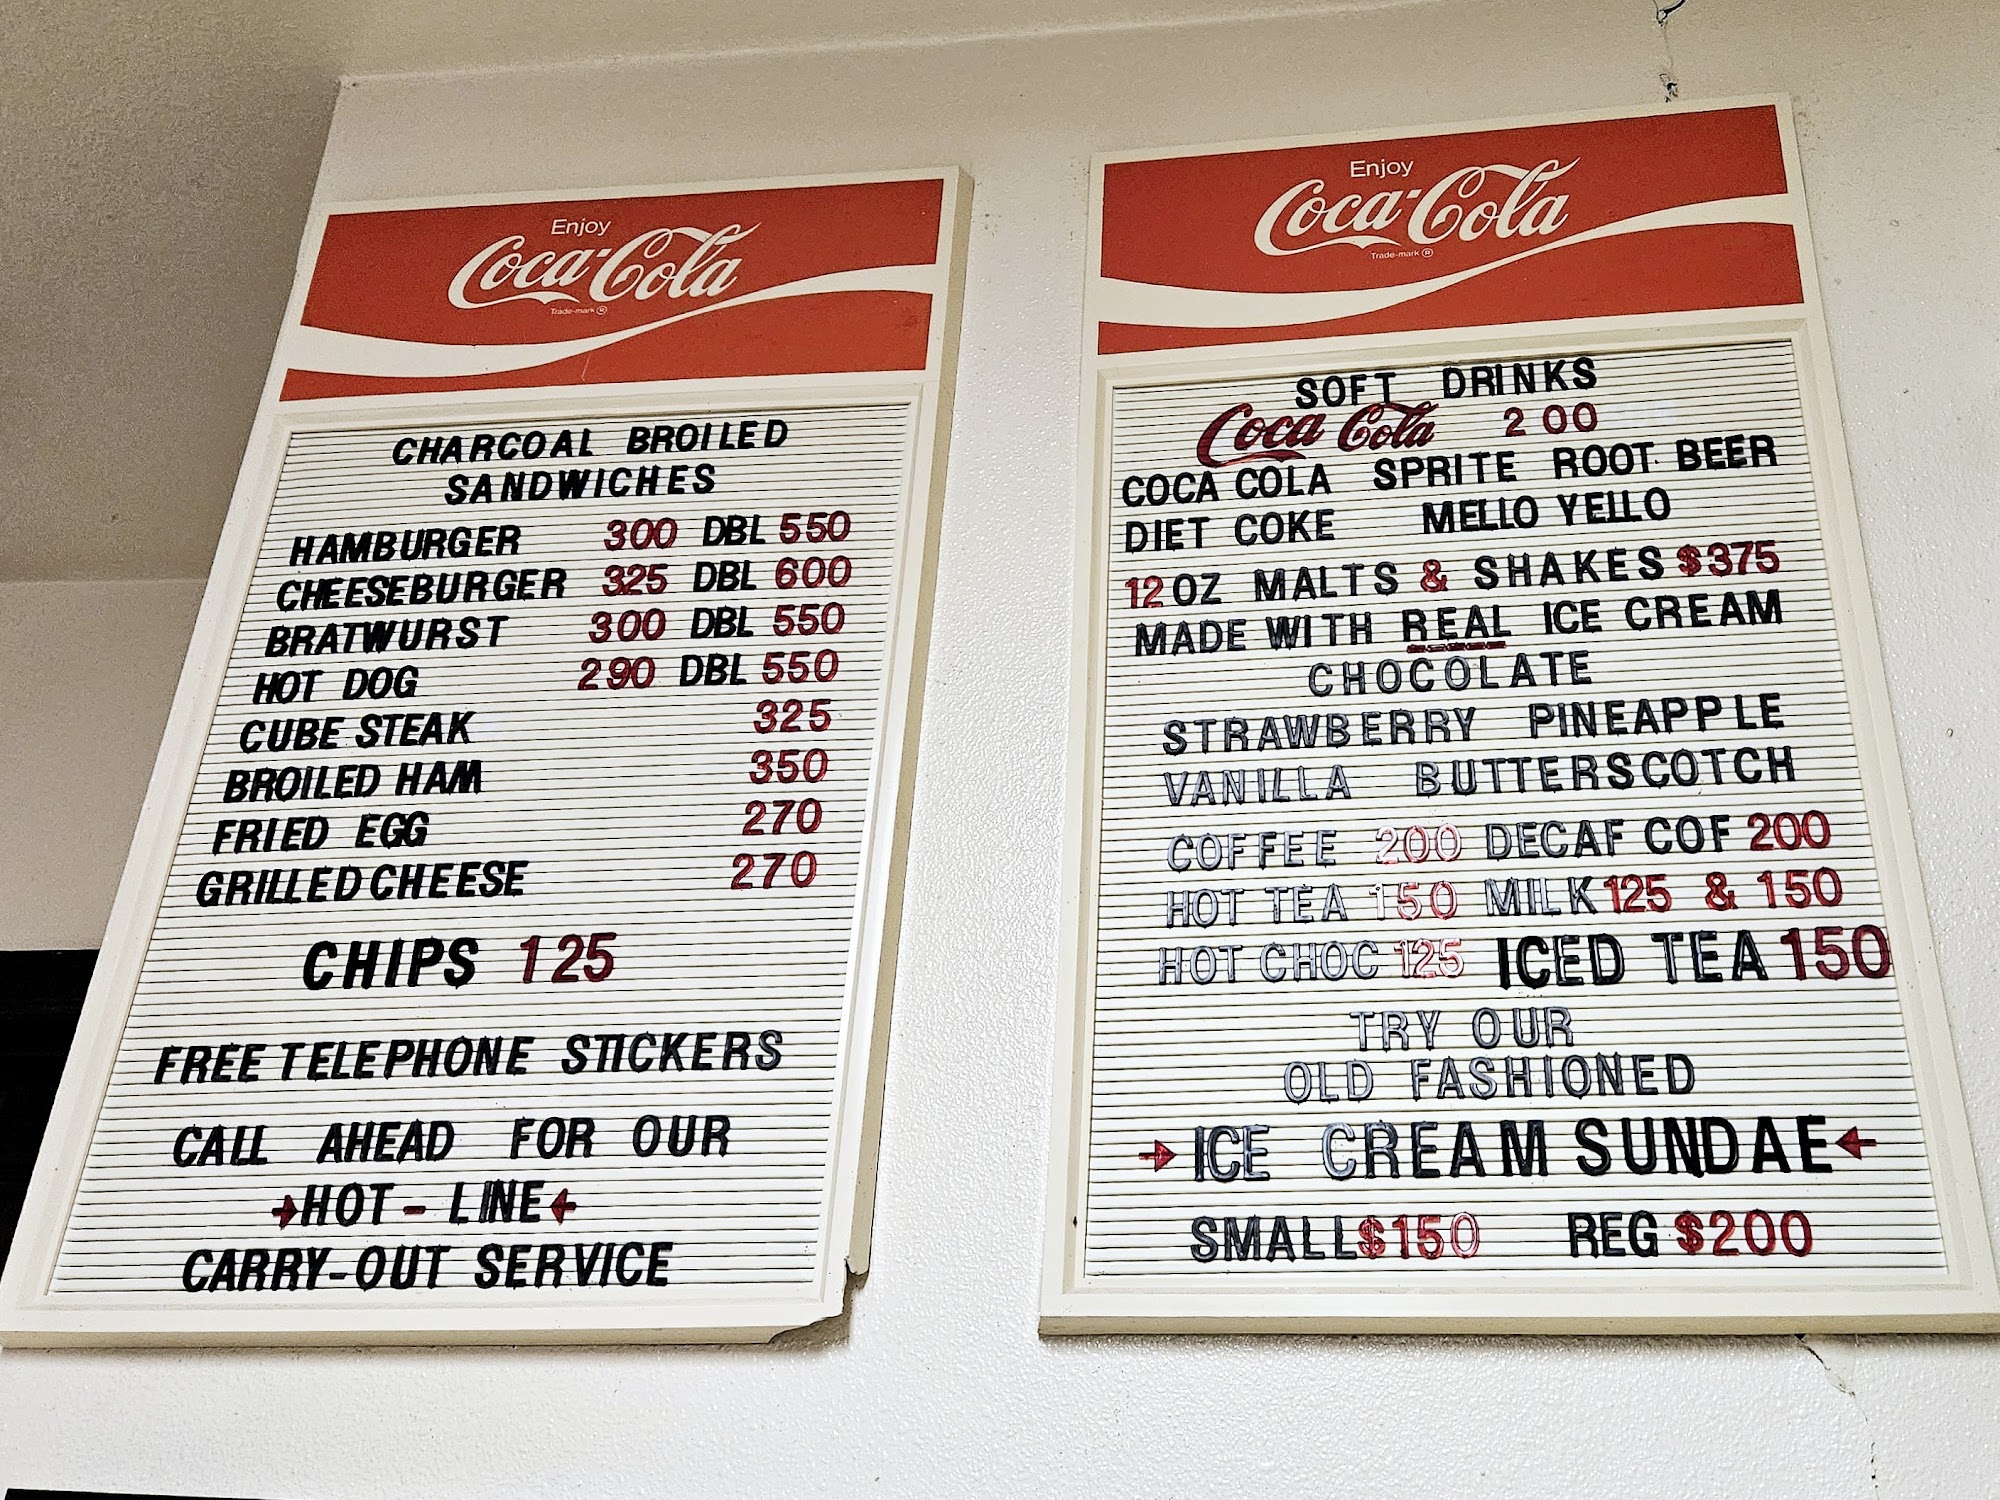 Enjoy
Coca-Cola
Trade-mark ®
CHARCOAL BROILED
SANDWICHES
HAMBURGER 300 DBL 550
CHEESEBURGER 325 DBL 600
BRATWURST 300 DBL 550
HOT DOG 290 DBL 550
CUBE STEAK 325
BROILED HAM 350
FRIED EGG 270
GRILLED CHEESE 270
CHIPS 125
FREE TELEPHONE STICKERS
CALL AHEAD FOR OUR
→HOT-LINE←
CARRY-OUT SERVICE
Enjoy
Coca-Cola
Trade-mark ®
SOFT DRINKS
Coca Cola 200
COCA COLA SPRITE ROOT BEER
DIET COKE MELLO YELLO
12 OZ MALTS & SHAKES $375
MADE WITH REAL ICE CREAM
CHOCOLATE
STRAWBERRY PINEAPPLE
VANILLA BUTTERSCOTCH
COFFEE 200 DECAF COF 200
HOT TEA 150 MILK 125 & 150
HOT CHOC 125 ICED TEA 150
TRY OUR
OLD FASHIONED
→ICE CREAM SUNDAE←
SMALL $150 REG $200